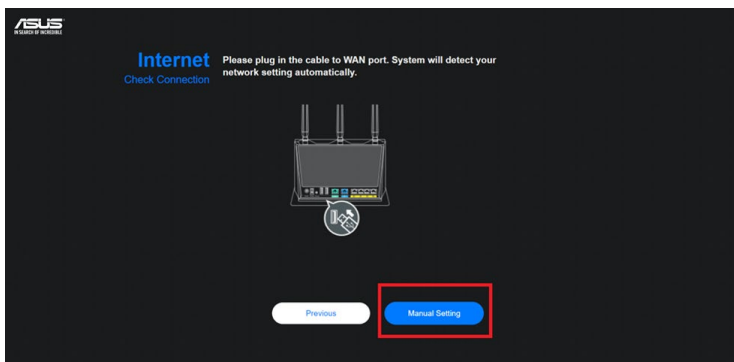 ASUS
IN SEARCH OF INCREDIBLE
Internet
Check Connection
Please plug in the cable to WAN port. System will detect your
network setting automatically.
Previous
Manual Setting